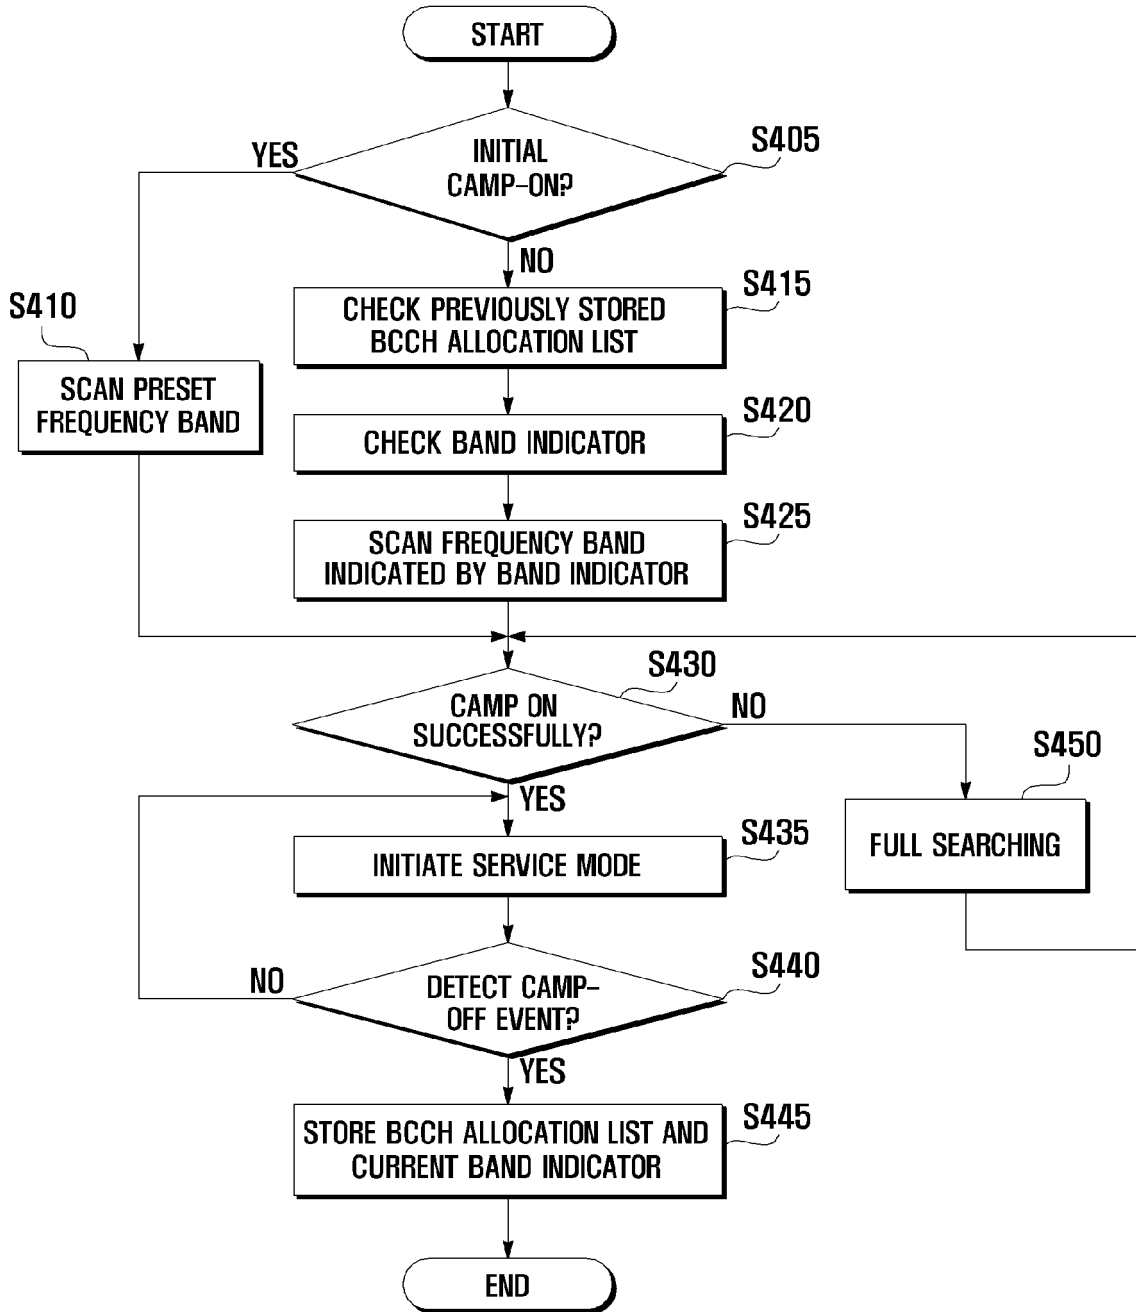 START
S405
YES
INITIAL
CAMP-ON?
NO
S415
S410
CHECK PREVIOUSLY STORED
BCCH ALLOCATION LIST
SCAN PRESET
FREQUENCY BAND
S420
CHECK BAND INDICATOR
S425
SCAN FREQUENCY BAND
INDICATED BY BAND INDICATOR
S430
CAMP ON
SUCCESSFULLY?
NO
S450
YES
S435
FULL SEARCHING
INITIATE SERVICE MODE
S440
NO
DETECT CAMP-
OFF EVENT?
YES
S445
STORE BCCH ALLOCATION LIST AND
CURRENT BAND INDICATOR
END